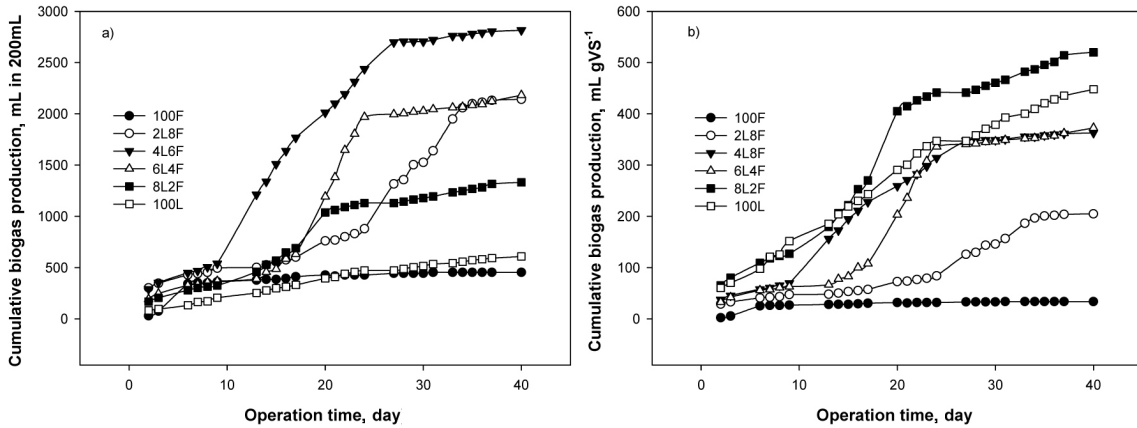 a)
Cumulative biogas production, mL in 200mL
3000
2500
2000
1500
1000
500
0
100F
2L8F
4L6F
6L4F
8L2F
100L
0
10
20
30
40
Operation time, day
b)
Cumulative biogas production, mL gVS⁻¹
600
500
400
300
200
100
0
100F
2L8F
4L8F
6L4F
8L2F
100L
0
10
20
30
40
Operation time, day